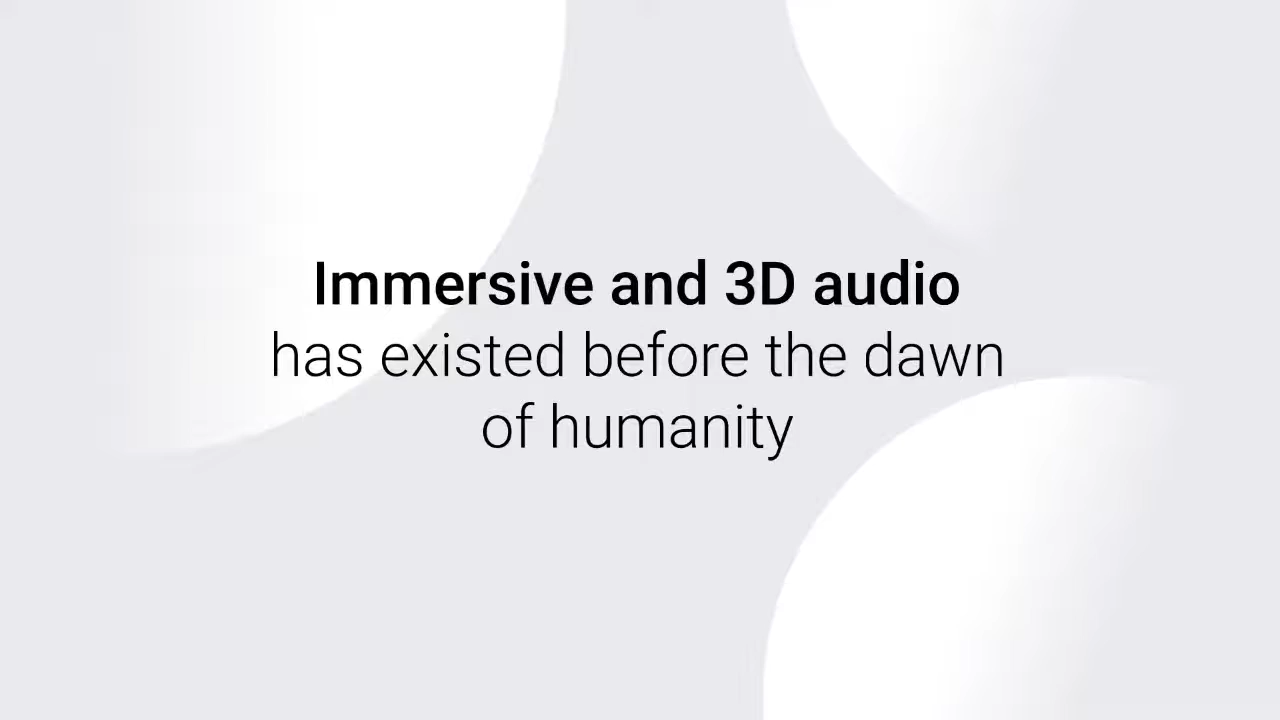 Immersive and 3D audio
has existed before the dawn
of humanity